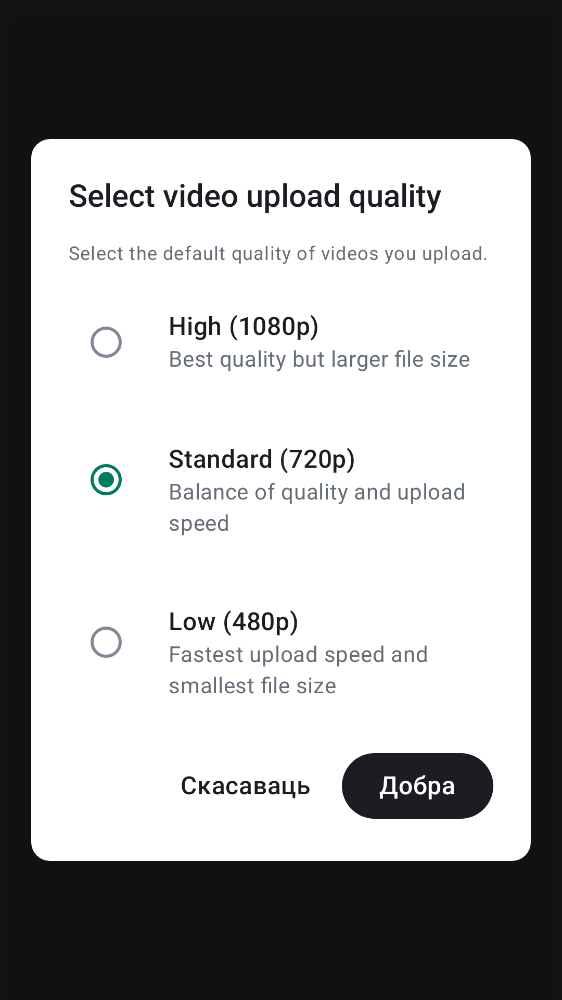 Select video upload quality
Select the default quality of videos you upload.
High (1080p)
Best quality but larger file size
Standard (720p)
Balance of quality and upload
speed
Low (480p)
Fastest upload speed and
smallest file size
Скасаваць
Добра